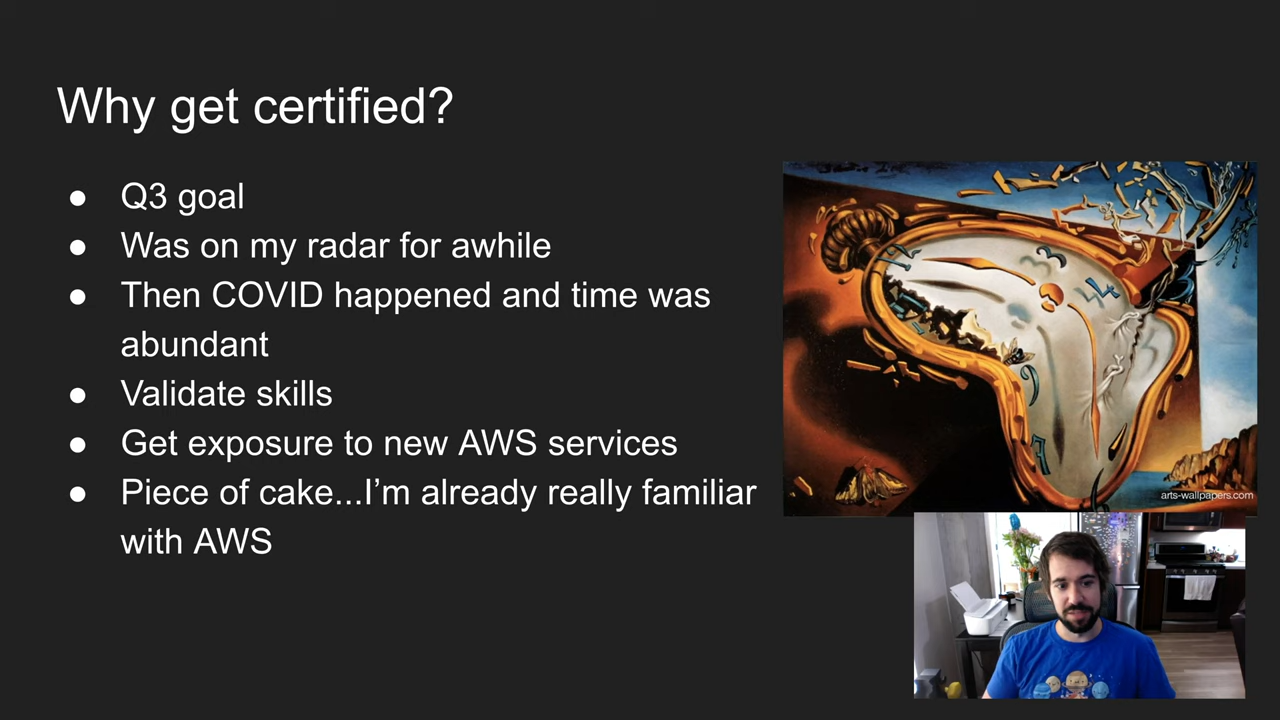 Why get certified?
● Q3 goal
● Was on my radar for awhile
● Then COVID happened and time was
abundant
● Validate skills
● Get exposure to new AWS services
● Piece of cake...I’m already really familiar
with AWS
arts-wallpapers.com